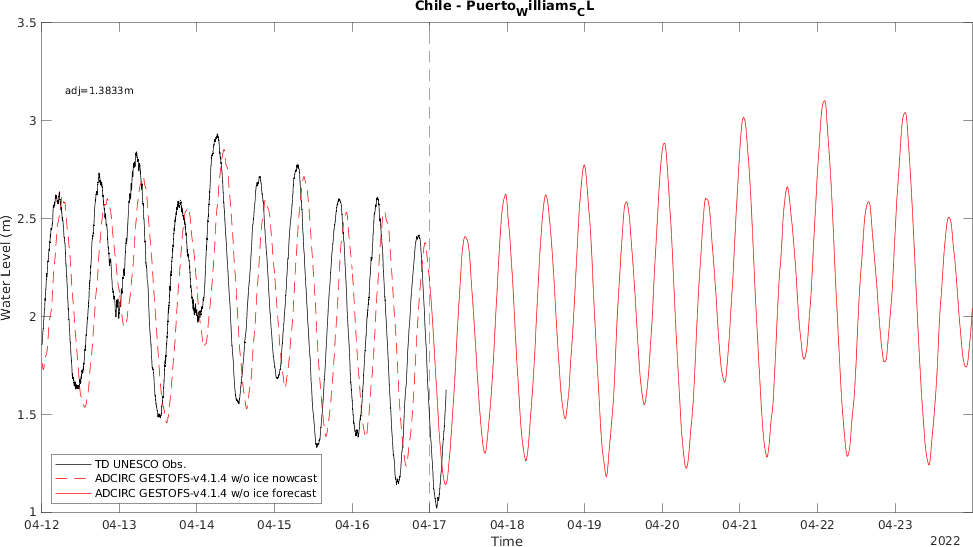 Chile - PuertoWilliamsCL
3.5
3
2.5
2
1.5
1
Water Level (m)
adj=1.3833m
TD UNESCO Obs.
ADCIRC GESTOFS-v4.1.4 w/o ice nowcast
ADCIRC GESTOFS-v4.1.4 w/o ice forecast
04-12 04-13 04-14 04-15 04-16 04-17 04-18 04-19 04-20 04-21 04-22 04-23
Time
2022